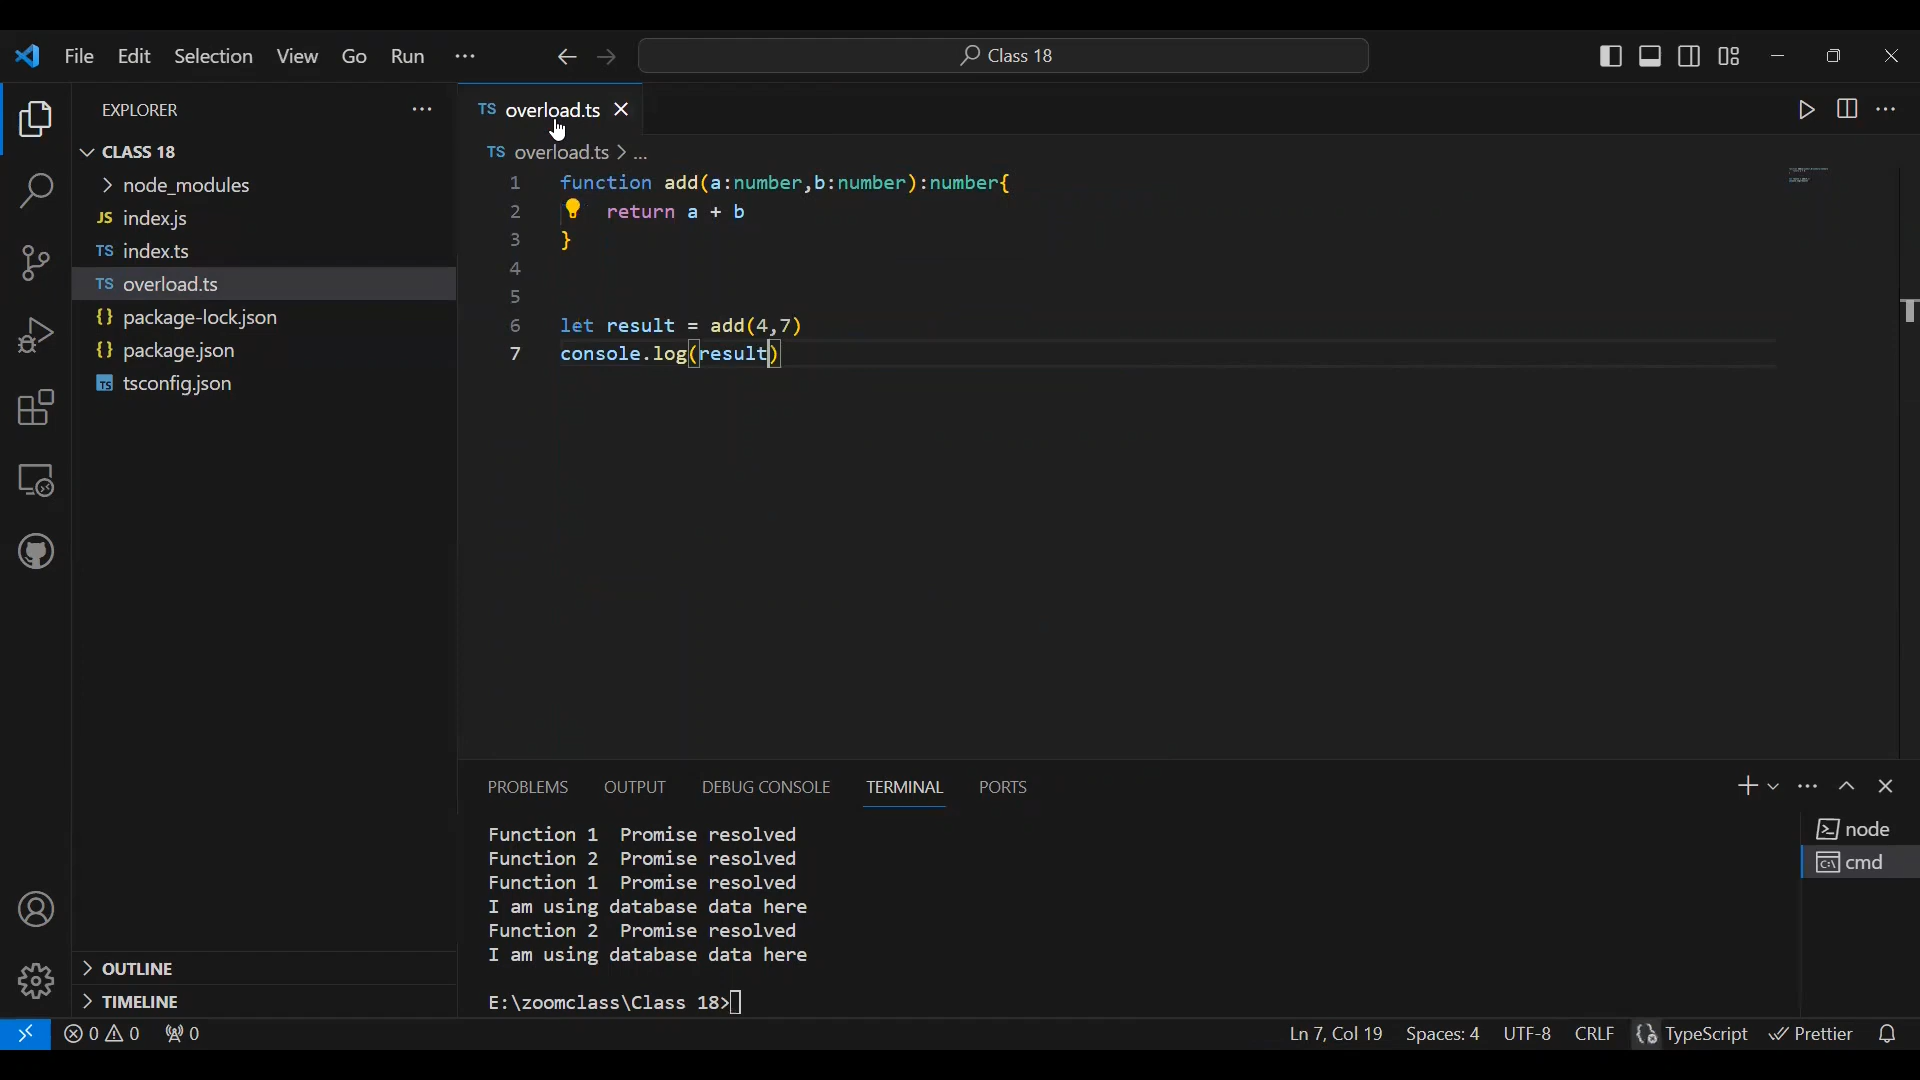 File Edit Selection View Go Run ··· Class 18
EXPLORER ···
CLASS 18
node_modules
JS index.js
TS index.ts
TS overload.ts
{} package-lock.json
{} package.json
TS tsconfig.json
OUTLINE
TIMELINE
TS overload.ts
TS overload.ts > ...
1 function add(a:number,b:number):number{
2 return a + b
3 }
4
5
6 let result = add(4,7)
7 console.log(result)
PROBLEMS OUTPUT DEBUG CONSOLE TERMINAL PORTS
Function 1 Promise resolved
Function 2 Promise resolved
Function 1 Promise resolved
I am using database data here
Function 2 Promise resolved
I am using database data here
E:\zoomclass\Class 18>
node
cmd
0 0 0 Ln 7, Col 19 Spaces: 4 UTF-8 CRLF TypeScript Prettier